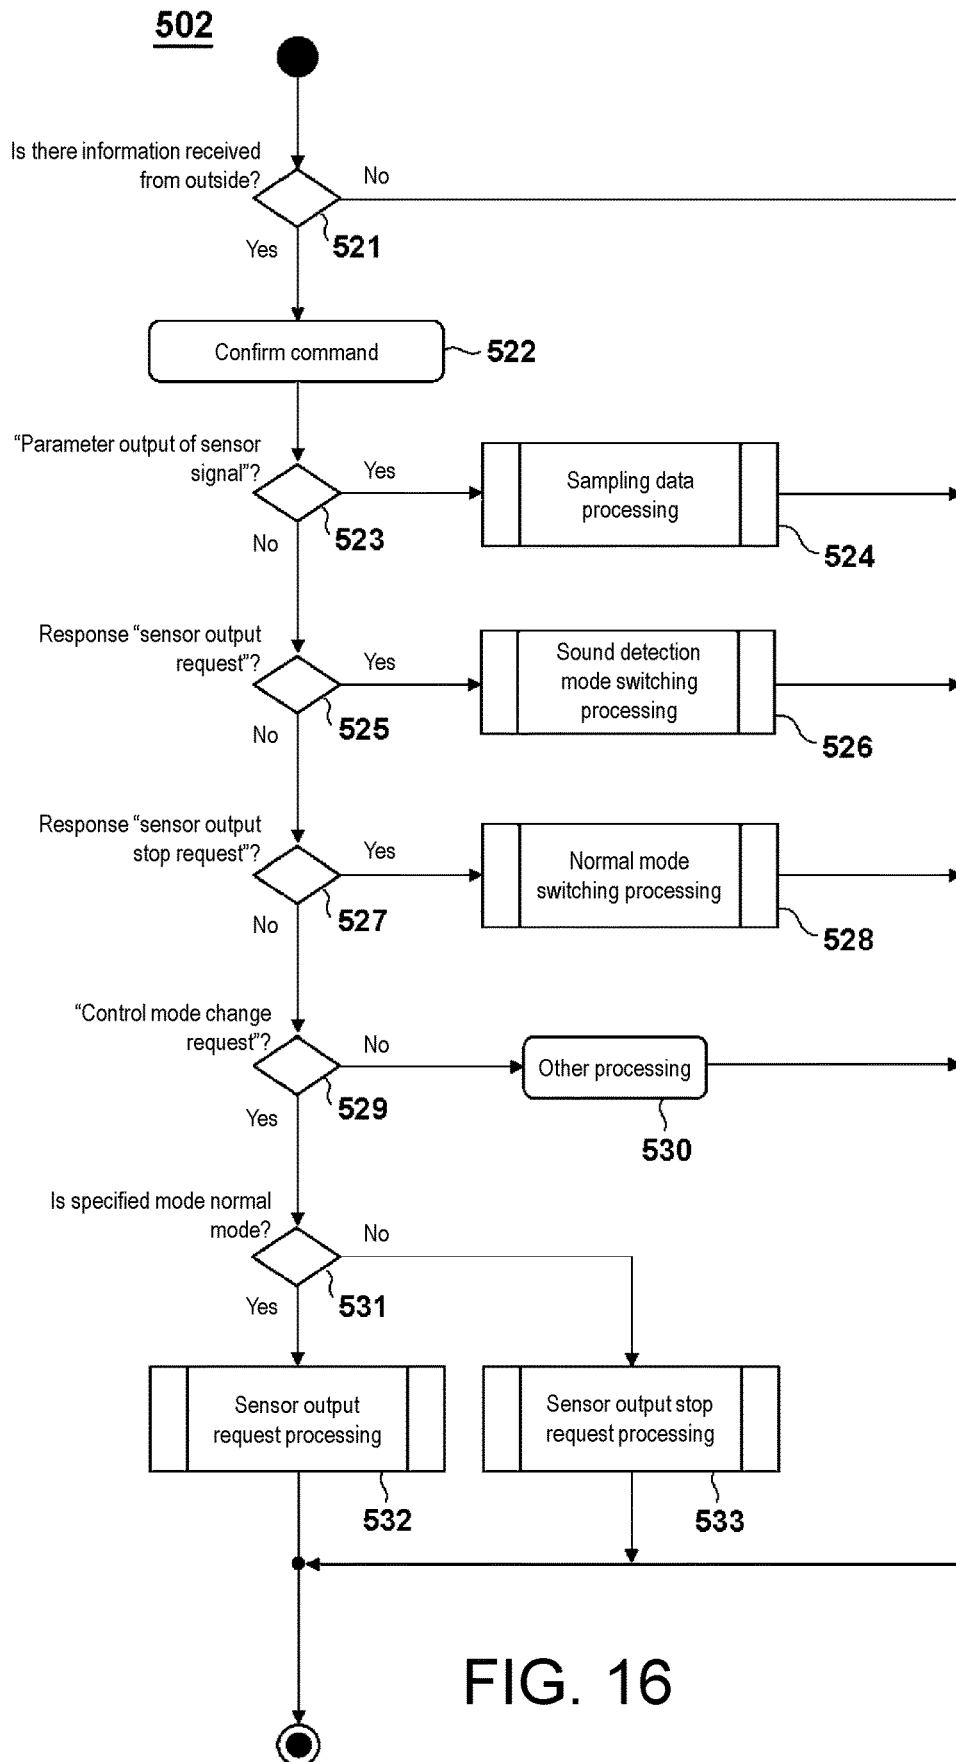 502
Is there information received
from outside?
No
521
Yes
Confirm command
522
“Parameter output of sensor
signal”?
Yes
Sampling data
processing
523
No
524
Response “sensor output
request”?
Yes
Sound detection
mode switching
processing
525
No
526
Response “sensor output
stop request”?
Yes
Normal mode
switching processing
527
No
528
“Control mode change
request”?
No
Other processing
529
Yes
530
Is specified mode normal
mode?
No
531
Yes
Sensor output
request processing
Sensor output stop
request processing
532
533
FIG. 16